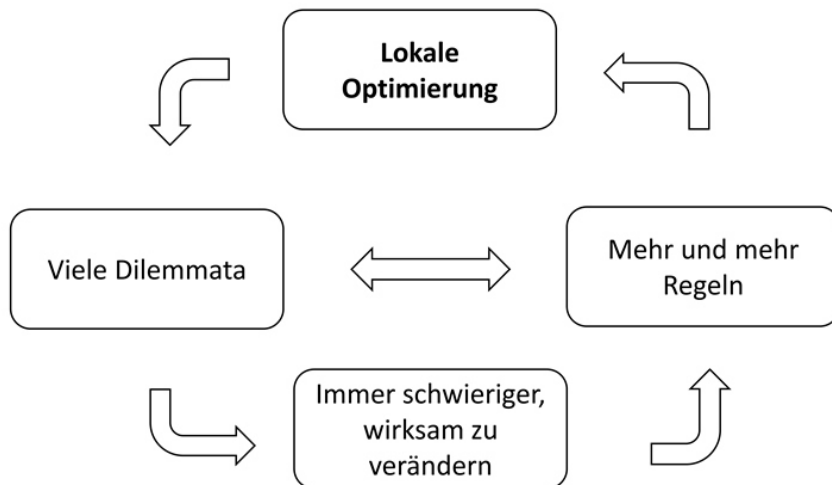 Lokale
Optimierung
Viele Dilemmata
Mehr und mehr
Regeln
Immer schwieriger,
wirksam zu
verändern